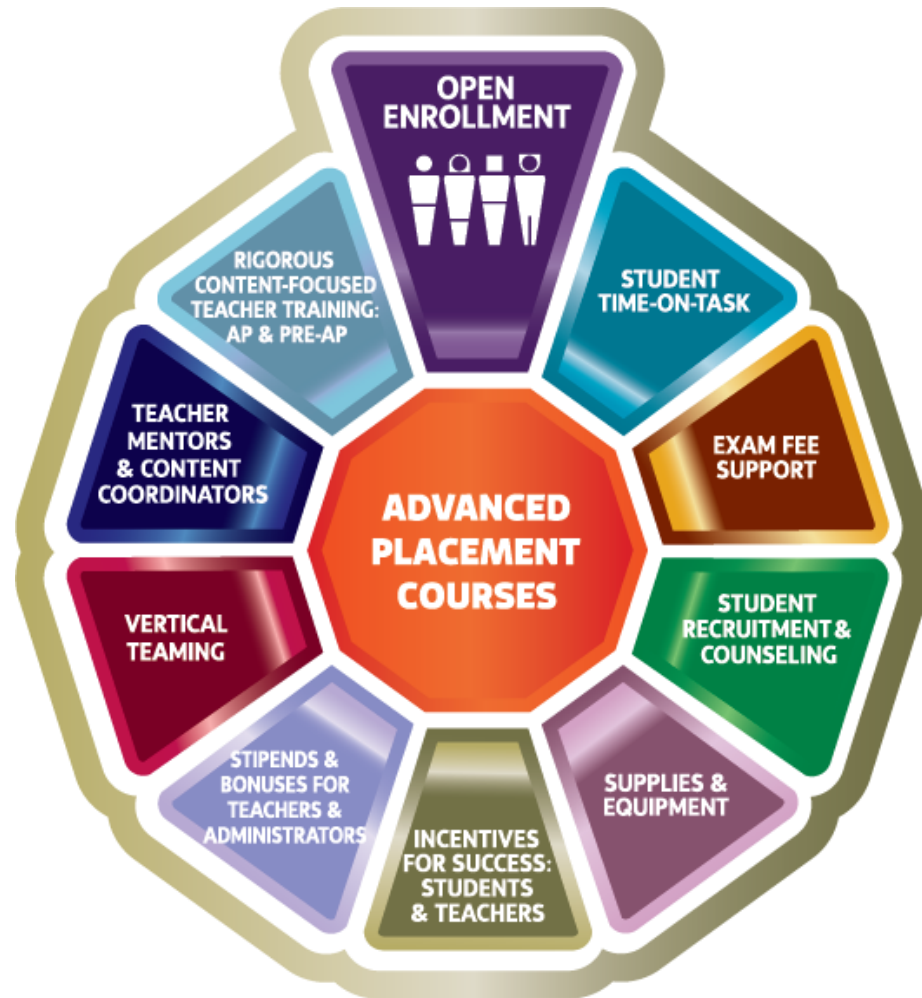 OPEN
ENROLLMENT
STUDENT
TIME-ON-TASK
EXAM FEE
SUPPORT
STUDENT
RECRUITMENT &
COUNSELING
SUPPLIES &
EQUIPMENT
INCENTIVES
FOR SUCCESS:
STUDENTS
& TEACHERS
STIPENDS &
BONUSES FOR
TEACHERS &
ADMINISTRATORS
VERTICAL
TEAMING
TEACHER
MENTORS
& CONTENT
COORDINATORS
RIGOROUS
CONTENT-FOCUSED
TEACHER TRAINING:
AP & PRE-AP
ADVANCED
PLACEMENT
COURSES